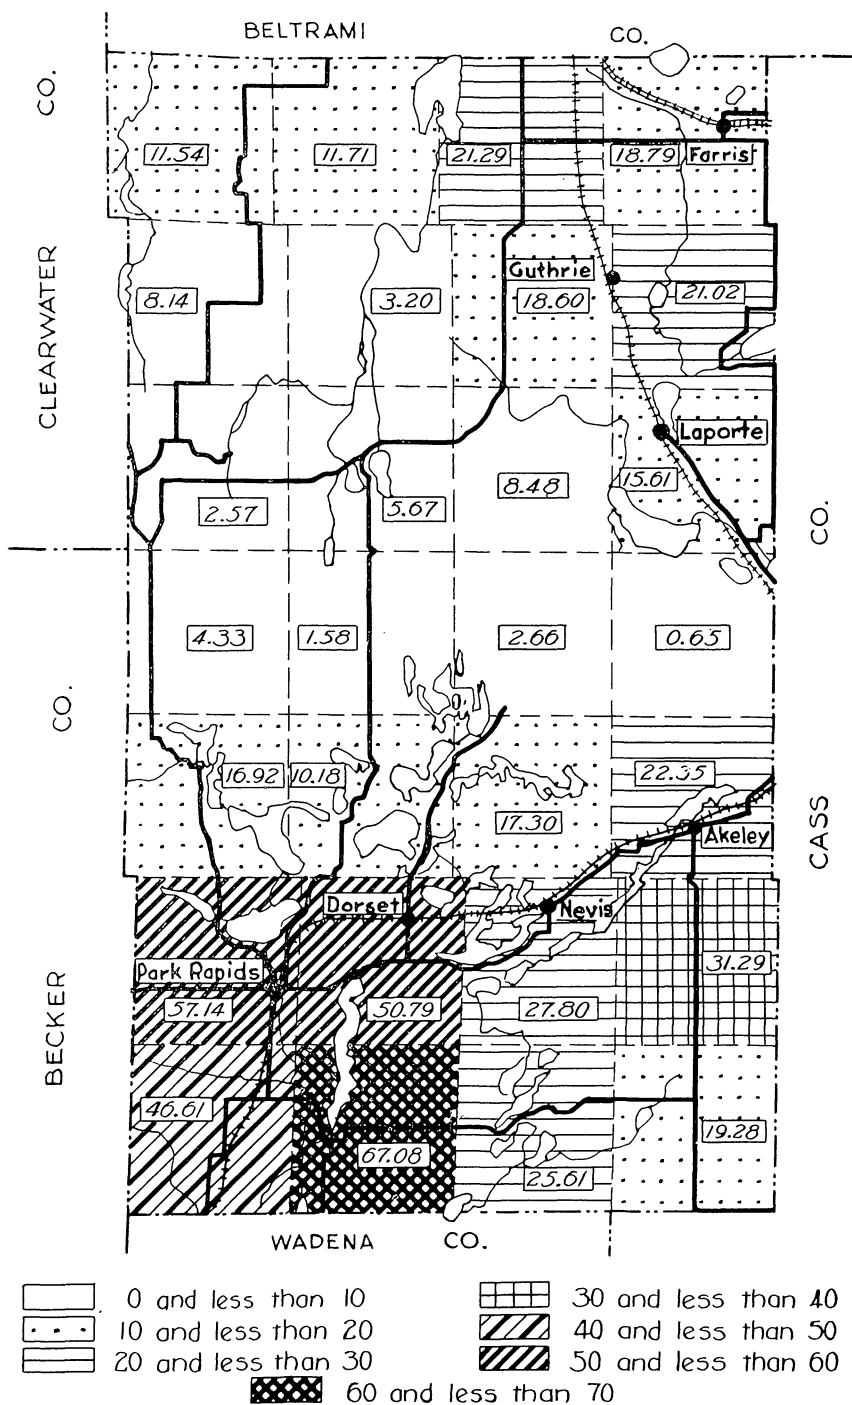 BELTRAMI CO.
CO.
11.54 11.71 21.29 18.79 Farris
CLEARWATER
Guthrie
8.14 3.20 18.60 21.02
Laporte
2.57 5.67 8.48 15.61
CO.
4.33 1.58 2.66 0.65
CO.
16.92 10.18 17.30 22.35
Akeley
CASS
Dorset Nevis
Park Rapids 31.29
57.14 50.79 27.80
BECKER
46.61 67.08 25.61 19.28
WADENA CO.
0 and less than 10
10 and less than 20
20 and less than 30
30 and less than 40
40 and less than 50
50 and less than 60
60 and less than 70